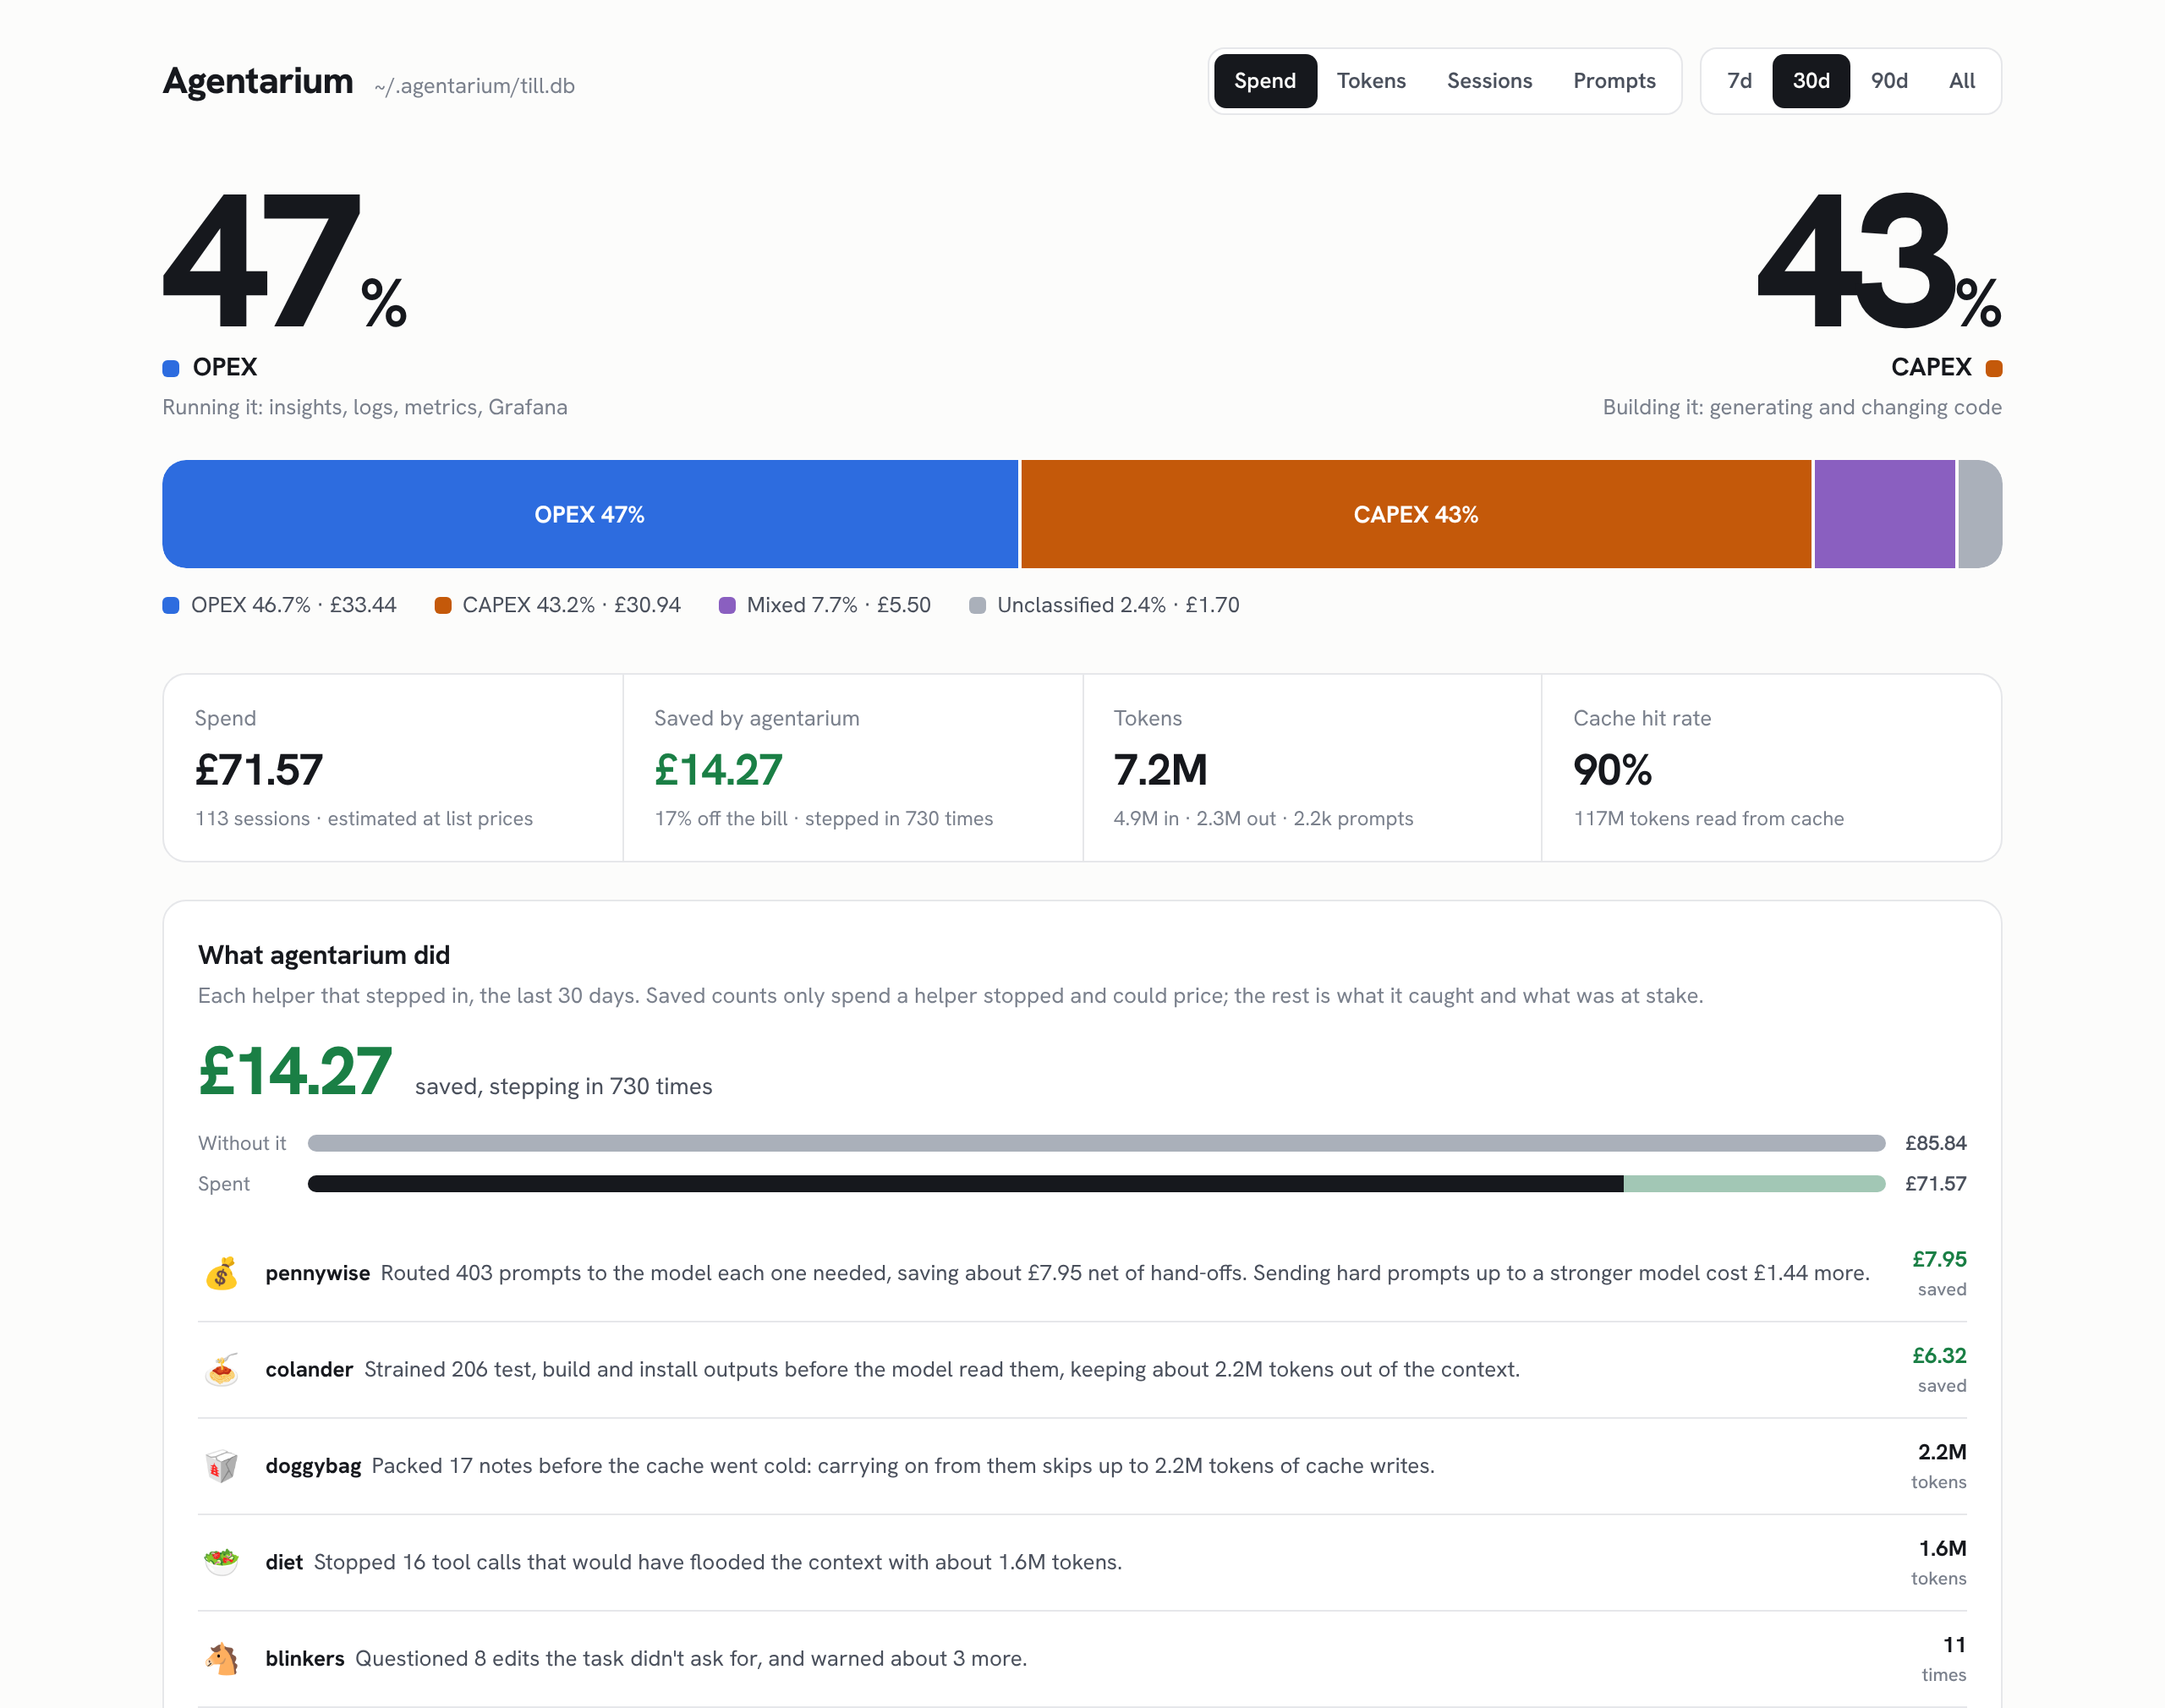 Agentarium ~/.agentarium/till.db
Spend Tokens Sessions Prompts 7d 30d 90d All
47% 43%
OPEX CAPEX
Running it: insights, logs, metrics, Grafana Building it: generating and changing code
OPEX 47% CAPEX 43%
OPEX 46.7% · £33.44 CAPEX 43.2% · £30.94 Mixed 7.7% · £5.50 Unclassified 2.4% · £1.70
Spend
£71.57
113 sessions · estimated at list prices
Saved by agentarium
£14.27
17% off the bill · stepped in 730 times
Tokens
7.2M
4.9M in · 2.3M out · 2.2k prompts
Cache hit rate
90%
117M tokens read from cache
What agentarium did
Each helper that stepped in, the last 30 days. Saved counts only spend a helper stopped and could price; the rest is what it caught and what was at stake.
£14.27 saved, stepping in 730 times
Without it £85.84
Spent £71.57
pennywise Routed 403 prompts to the model each one needed, saving about £7.95 net of hand-offs. Sending hard prompts up to a stronger model cost £1.44 more. £7.95
saved
colander Strained 206 test, build and install outputs before the model read them, keeping about 2.2M tokens out of the context. £6.32
saved
doggybag Packed 17 notes before the cache went cold: carrying on from them skips up to 2.2M tokens of cache writes. 2.2M
tokens
diet Stopped 16 tool calls that would have flooded the context with about 1.6M tokens. 1.6M
tokens
blinkers Questioned 8 edits the task didn't ask for, and warned about 3 more. 11
times